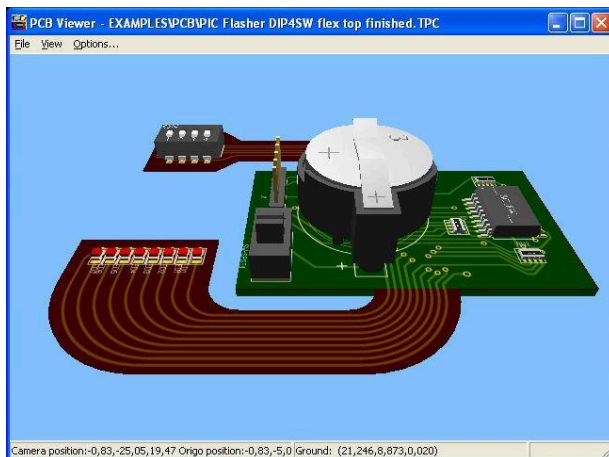 PCB Viewer - EXAMPLES\PCB\PIC Flasher DIP4SW flex top finished.TPC
File View Options...
Camera position:-0,83,-25,05,19,47 Origo position:-0,83,-5,0 Ground: (21,246,8,873,0,020)